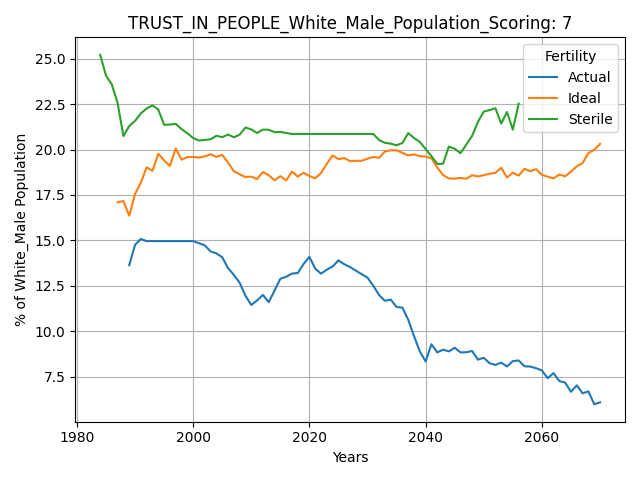 TRUST_IN_PEOPLE_White_Male_Population_Scoring: 7
Fertility
Actual
Ideal
Sterile
% of White_Male Population
25.0
22.5
20.0
17.5
15.0
12.5
10.0
7.5
1980
2000
2020
2040
2060
Years